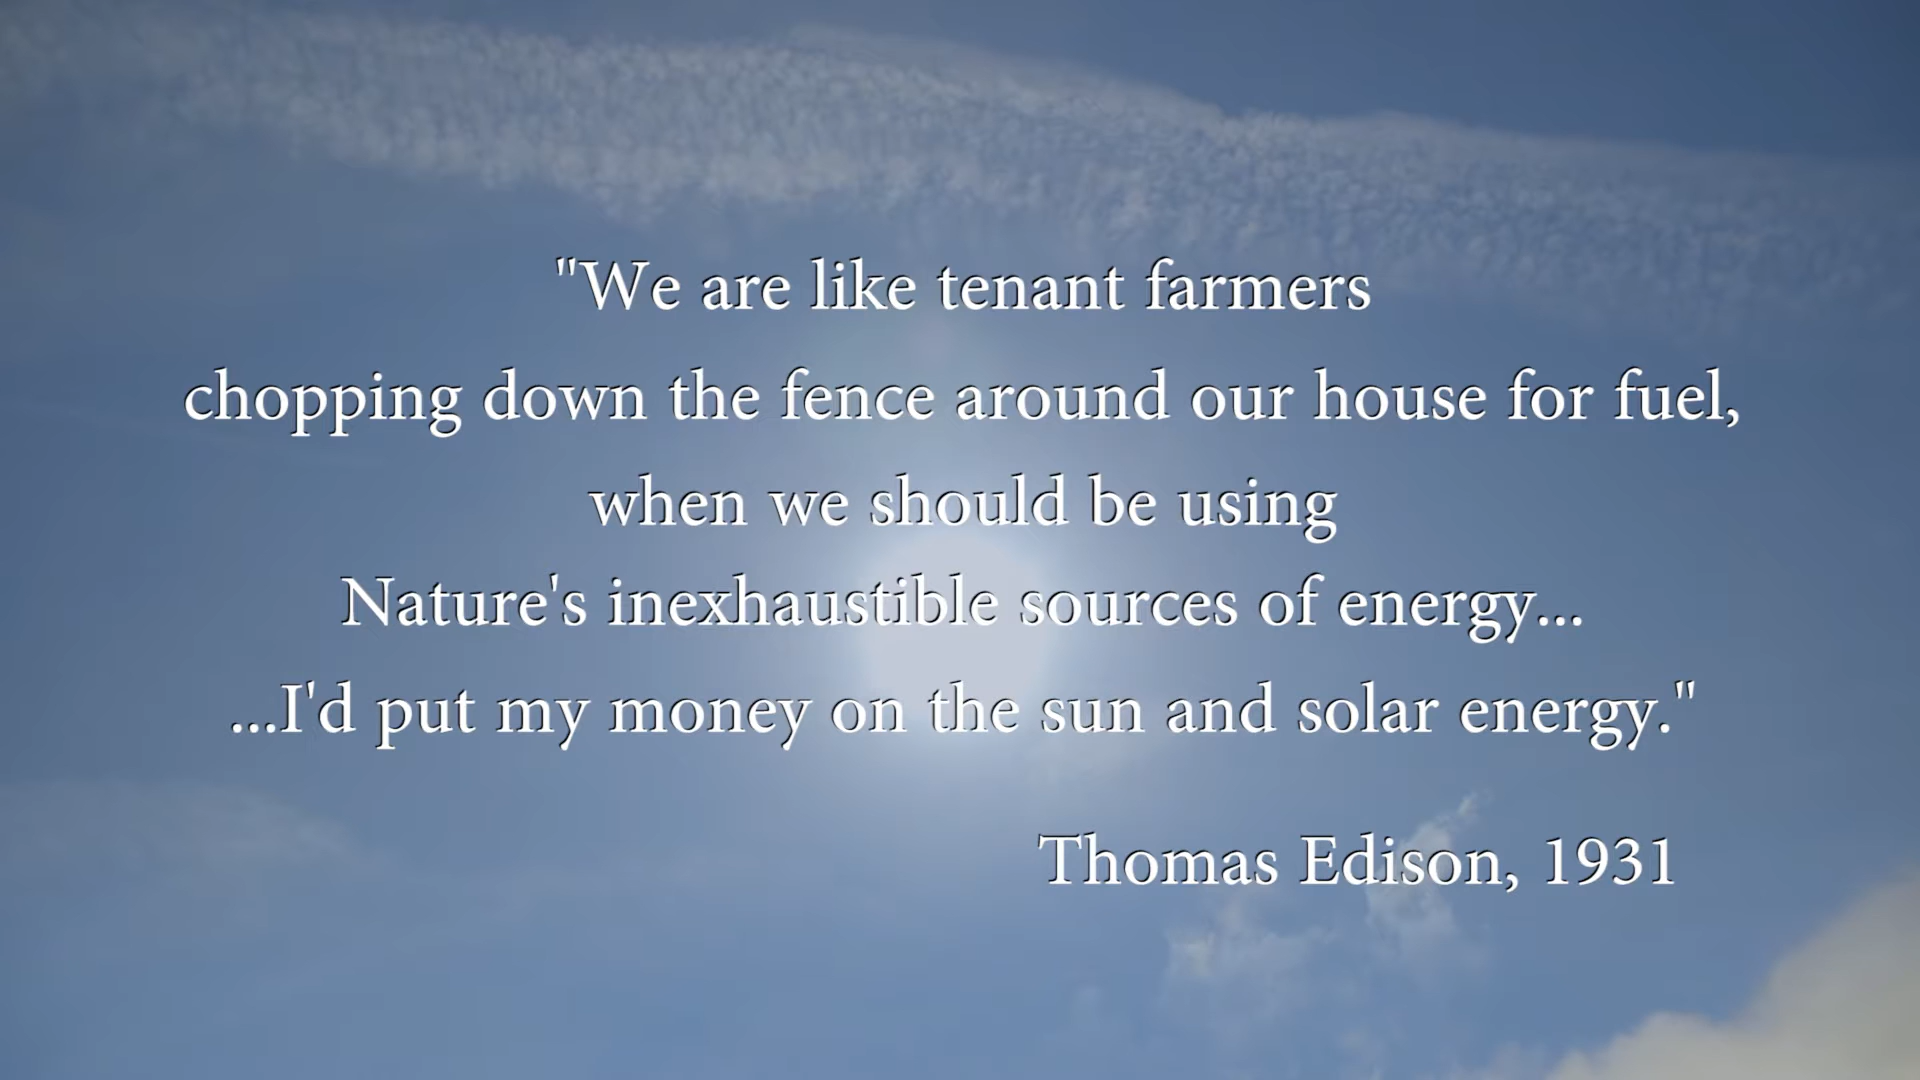 "We are like tenant farmers
chopping down the fence around our house for fuel,
when we should be using
Nature's inexhaustible sources of energy...
...I'd put my money on the sun and solar energy."
Thomas Edison, 1931